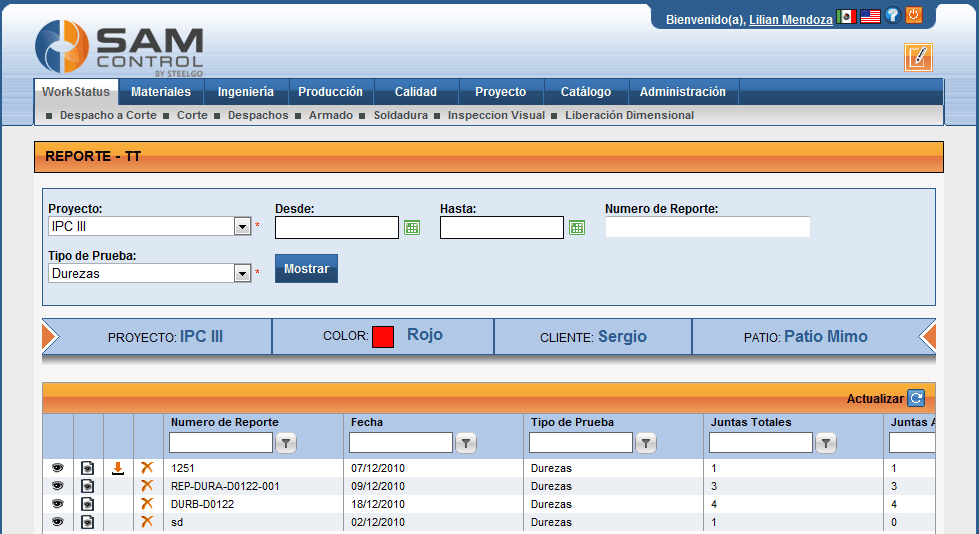 Bienvenido(a), Lilian Mendoza
SAM
CONTROL
BY STEELGO
WorkStatus Materiales Ingeniería Producción Calidad Proyecto Catálogo Administración
Despacho a Corte Corte Despachos Armado Soldadura Inspeccion Visual Liberación Dimensional
REPORTE - TT
Proyecto: Desde: Hasta: Numero de Reporte:
IPC III *
Tipo de Prueba:
Durezas * Mostrar
PROYECTO: IPC III COLOR: Rojo CLIENTE: Sergio PATIO: Patio Mimo
Actualizar
Numero de Reporte Fecha Tipo de Prueba Juntas Totales Juntas A
1251 07/12/2010 Durezas 1 1
REP-DURA-D0122-001 09/12/2010 Durezas 3 3
DURB-D0122 18/12/2010 Durezas 4 4
sd 02/12/2010 Durezas 1 0